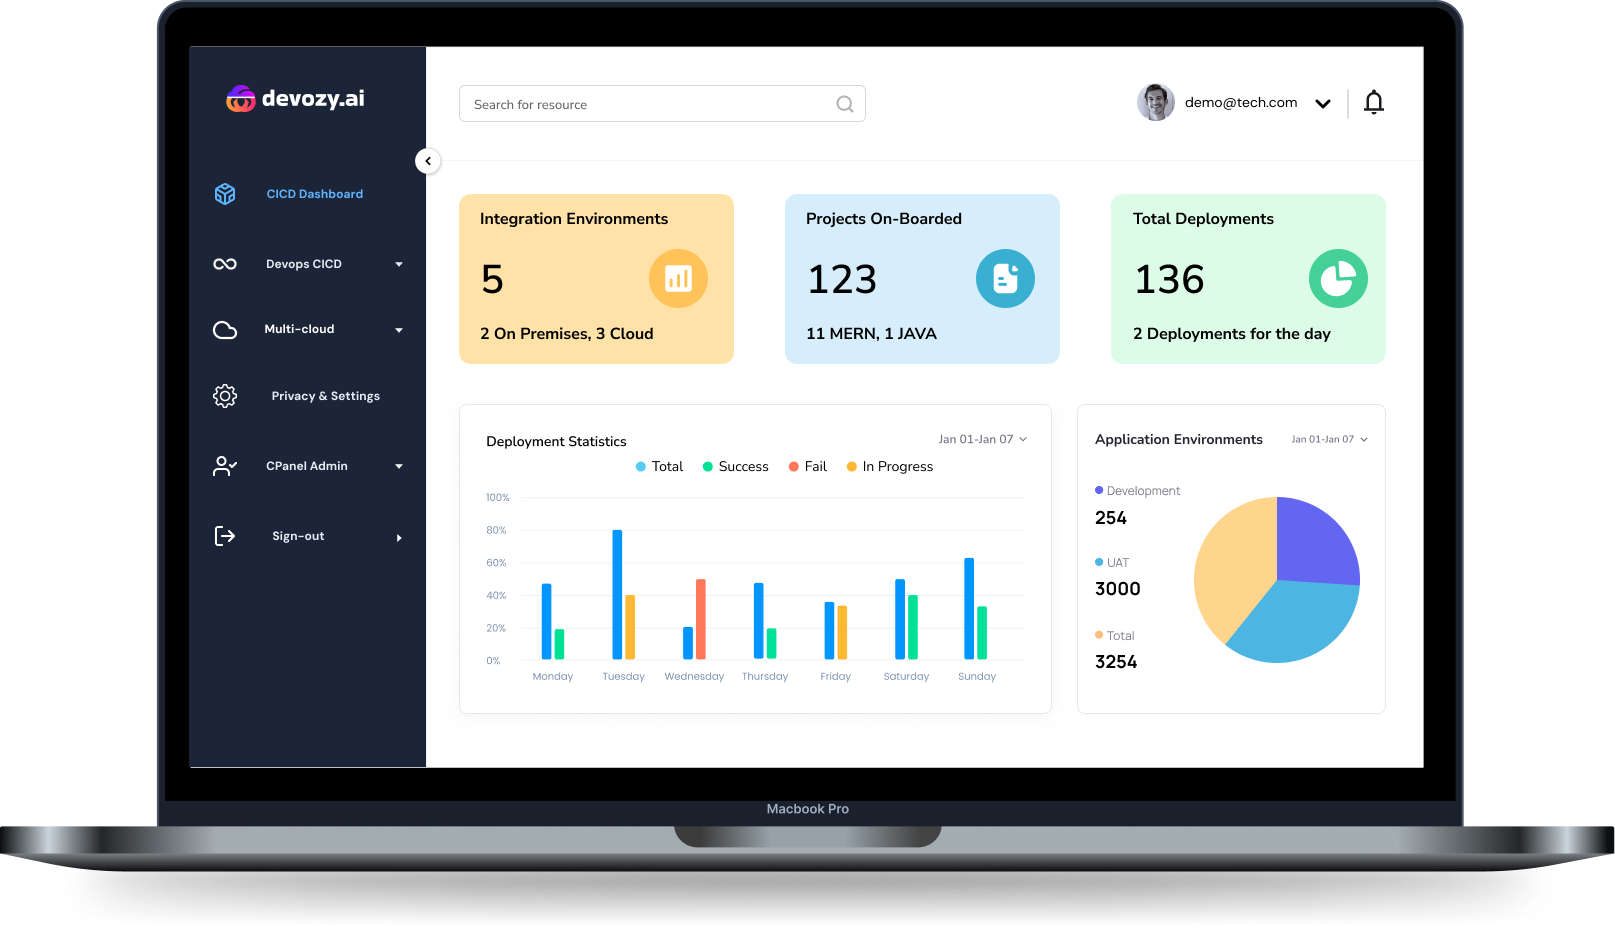 devozy.ai
Search for resource
demo@tech.com
CICD Dashboard
Devops CICD
Multi-cloud
Privacy & Settings
CPanel Admin
Sign-out
Integration Environments
5
2 On Premises, 3 Cloud
Projects On-Boarded
123
11 MERN, 1 JAVA
Total Deployments
136
2 Deployments for the day
Deployment Statistics
Jan 01-Jan 07
Total Success Fail In Progress
100%
80%
60%
40%
20%
0%
Monday Tuesday Wednesday Thursday Friday Saturday Sunday
Application Environments
Jan 01-Jan 07
Development
254
UAT
3000
Total
3254
Macbook Pro